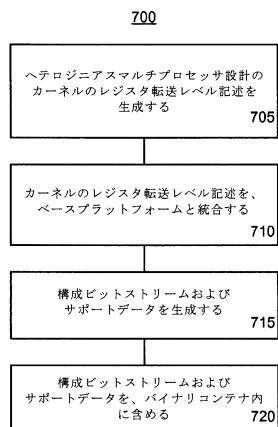 700
ヘテロジニアスマルチプロセッサ設計の
カーネルのレジスタ転送レベル記述を
生成する
705
カーネルのレジスタ転送レベル記述を、
ベースプラットフォームと統合する
710
構成ビットストリームおよび
サポートデータを生成する
715
構成ビットストリームおよび
サポートデータを、バイナリコンテナ内
に含める
720